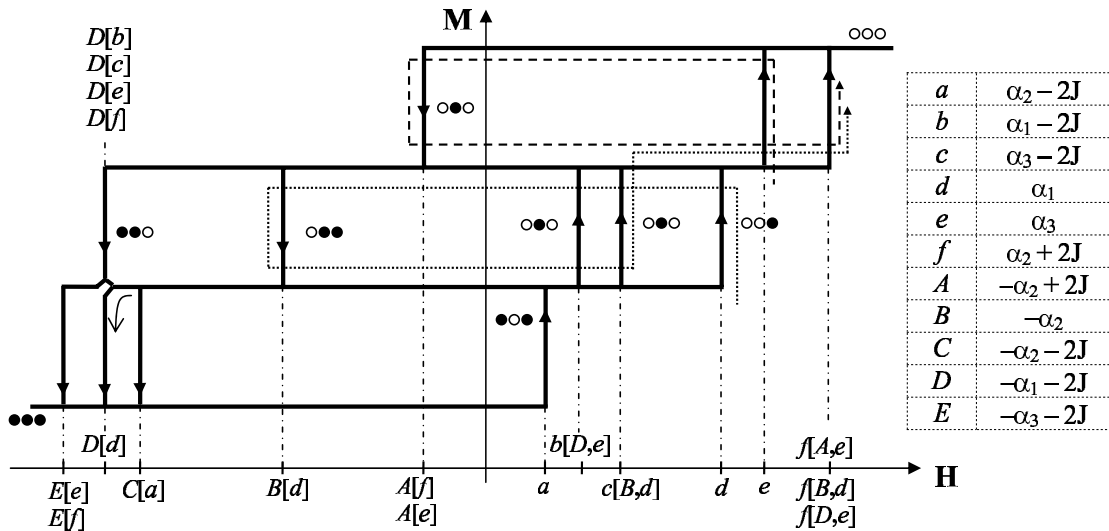 M
D[b]
D[c]
D[e]
D[f]
a α₂ − 2J
b α₁ − 2J
c α₃ − 2J
d α₁
e α₃
f α₂ + 2J
A −α₂ + 2J
B −α₂
C −α₂ − 2J
D −α₁ − 2J
E −α₃ − 2J
D[d] b[D,e] f[A,e]
E[e] C[a] B[d] A[f] a c[B,d] d e f[B,d] H
E[f] A[e] f[D,e]